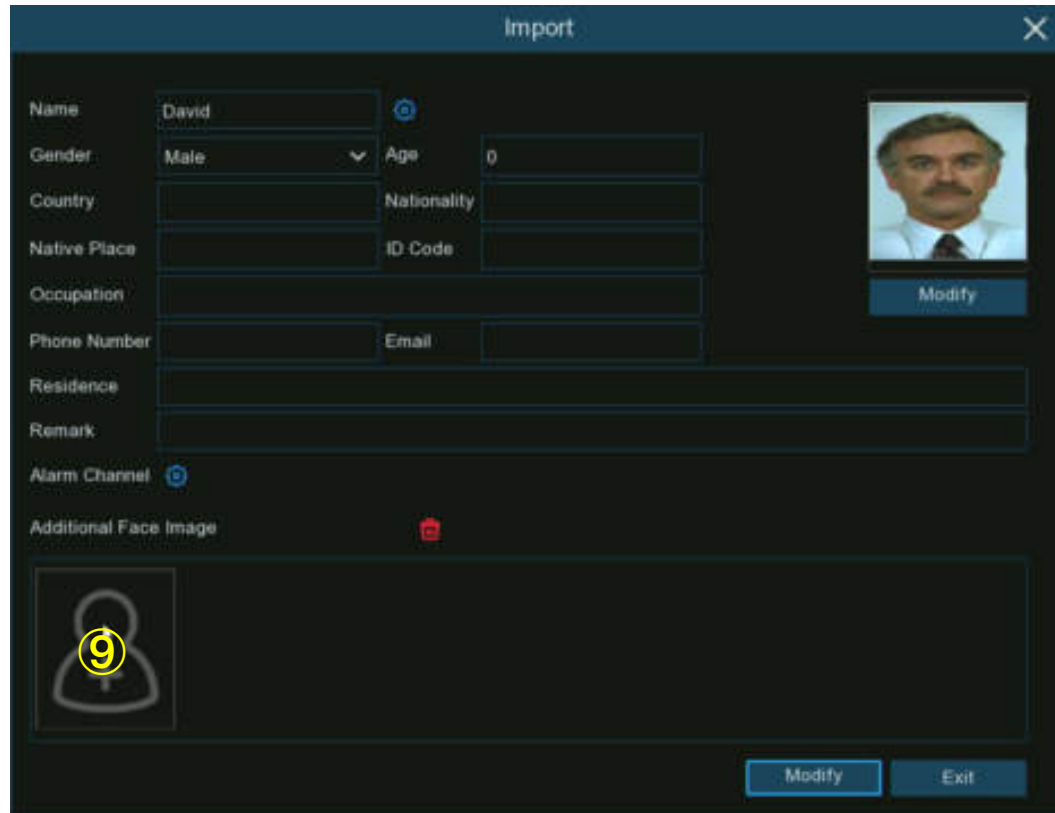 Import
Name David
Gender Male Age 0
Country Nationality
Native Place ID Code
Occupation Modify
Phone Number Email
Residence
Remark
Alarm Channel
Additional Face Image
⑨
Modify Exit